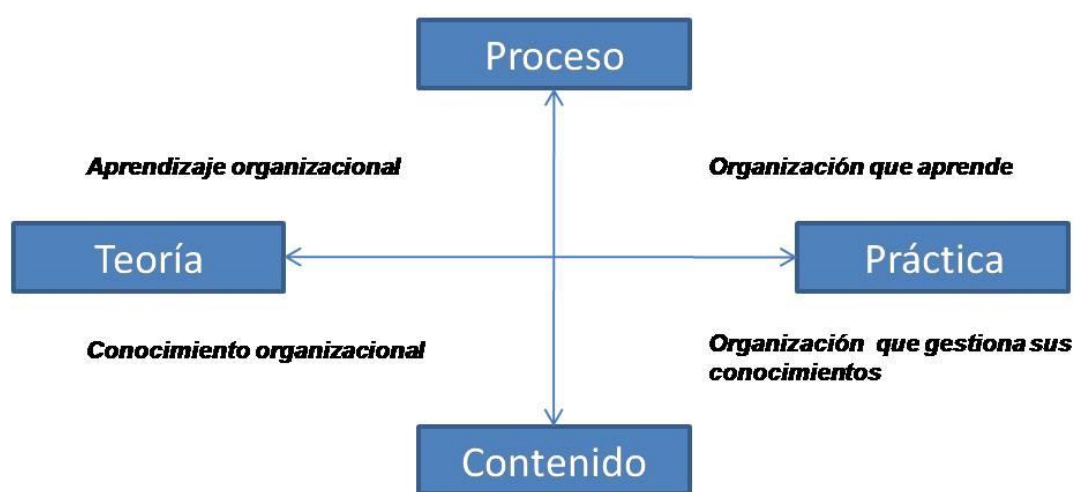 Proceso
Aprendizaje organizacional
Organización que aprende
Teoría
Práctica
Conocimiento organizacional
Organización que gestiona sus
conocimientos
Contenido